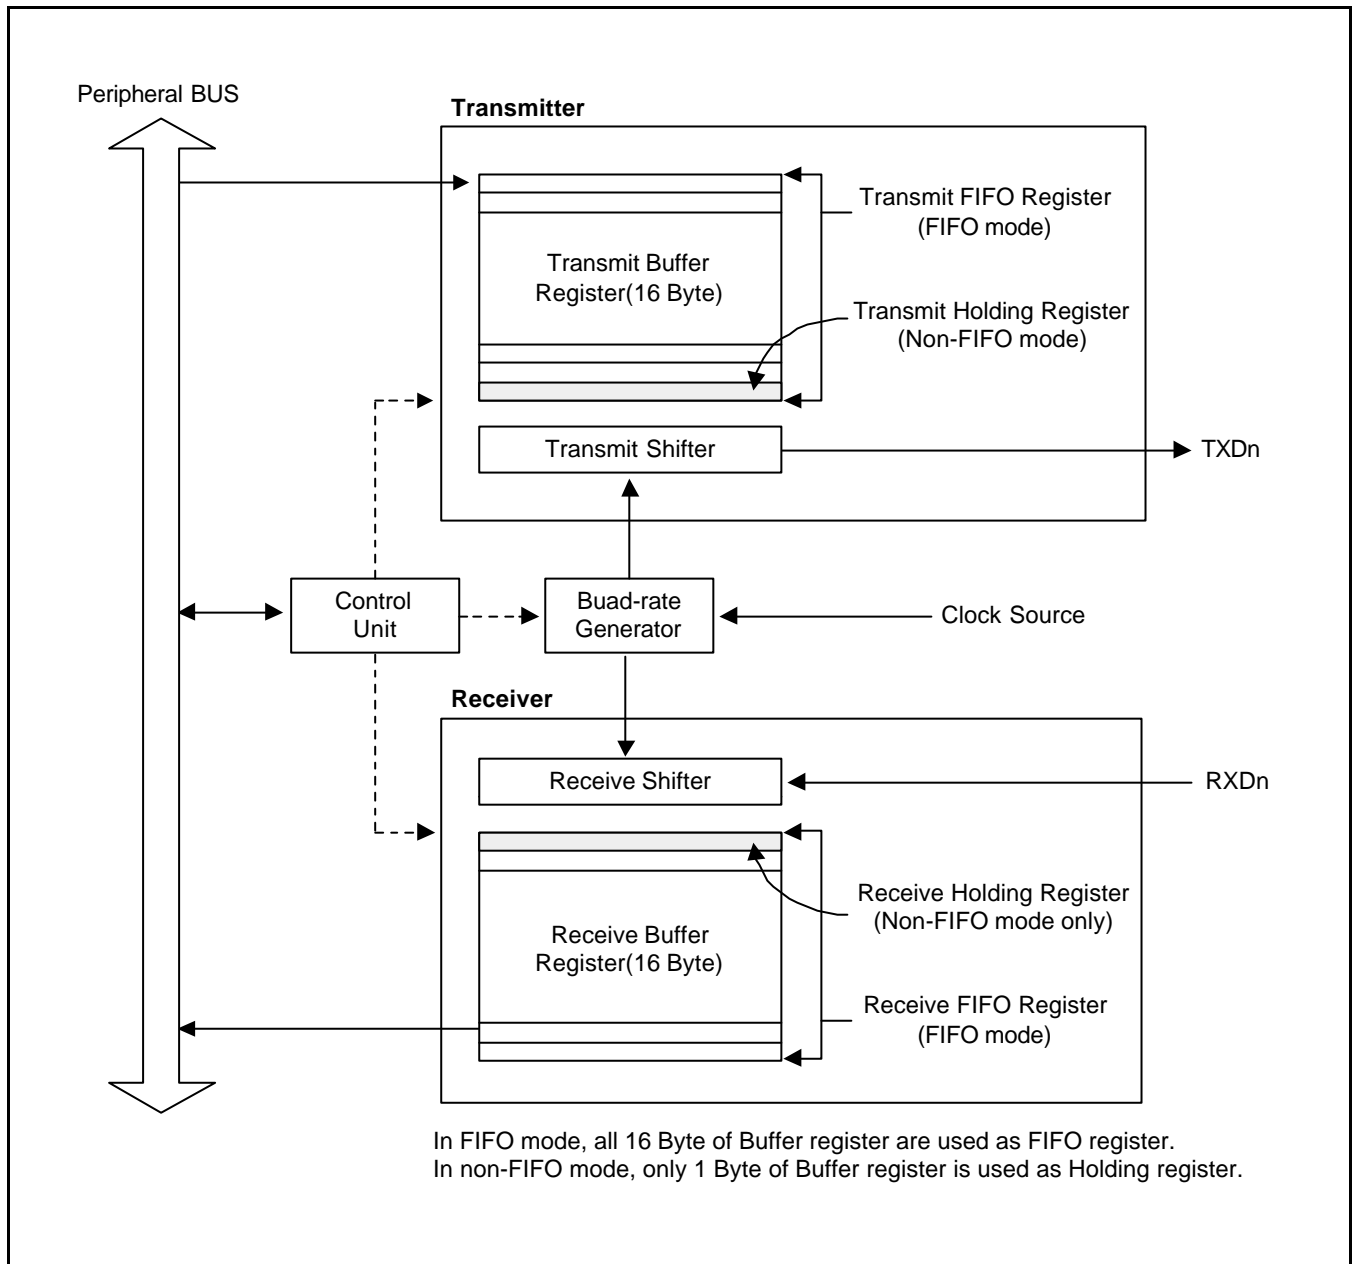 Peripheral BUS
Transmitter
Transmit FIFO Register
(FIFO mode)
Transmit Buffer
Register(16 Byte)
Transmit Holding Register
(Non-FIFO mode)
Transmit Shifter
TXDn
Control
Unit
Buad-rate
Generator
Clock Source
Receiver
Receive Shifter
RXDn
Receive Holding Register
(Non-FIFO mode only)
Receive Buffer
Register(16 Byte)
Receive FIFO Register
(FIFO mode)
In FIFO mode, all 16 Byte of Buffer register are used as FIFO register.
In non-FIFO mode, only 1 Byte of Buffer register is used as Holding register.